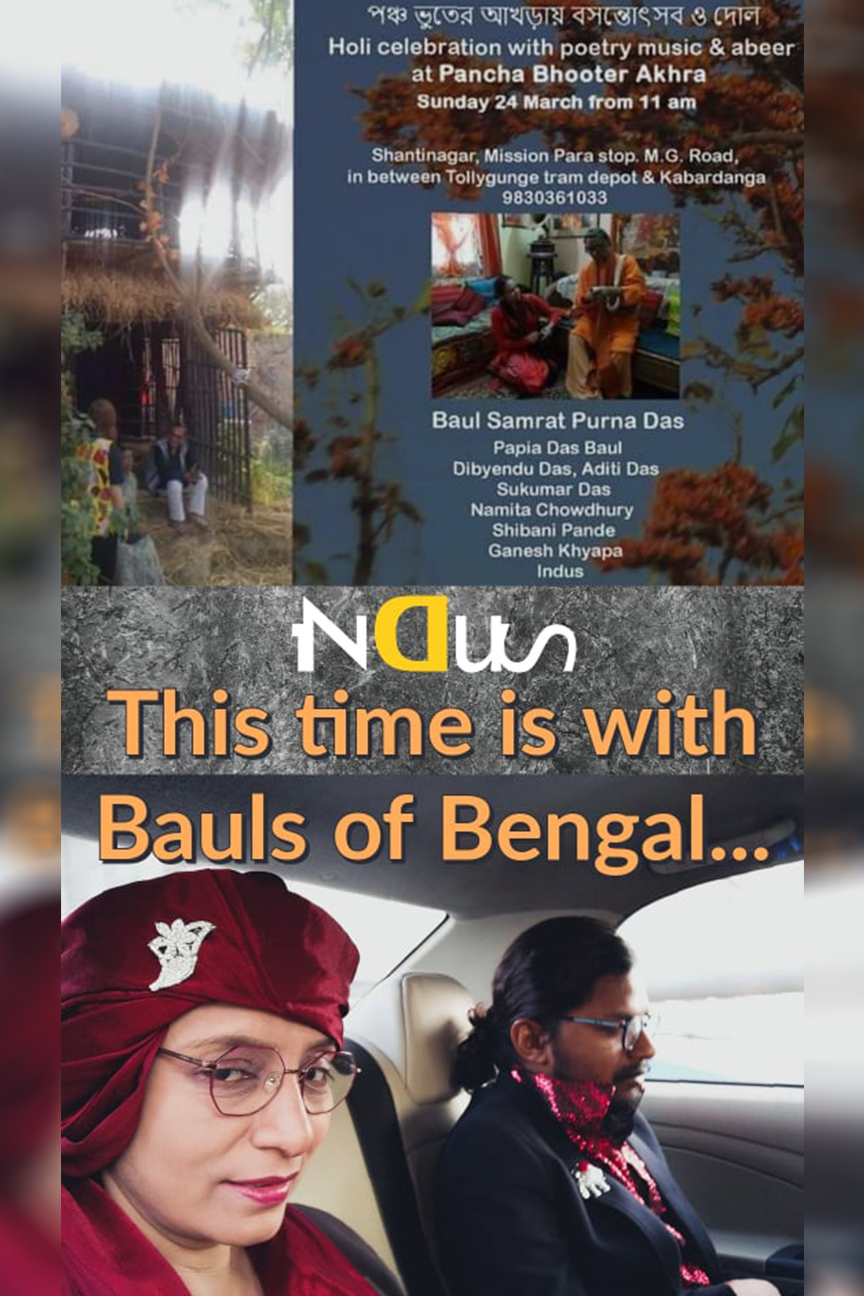 পঞ্চ ভুতের আখড়ায় বসন্তোৎসব ও দোল
Holi celebration with poetry music & abeer
at Pancha Bhooter Akhra
Sunday 24 March from 11 am
Shantinagar, Mission Para stop. M.G. Road,
in between Tollygunge tram depot & Kabardanga
9830361033
Baul Samrat Purna Das
Papia Das Baul
Dibyendu Das, Aditi Das
Sukumar Das
Namita Chowdhury
Shibani Pande
Ganesh Khyapa
Indus
iNDus
This time is with
Bauls of Bengal...